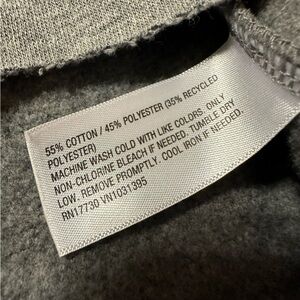 55% COTTON / 45% POLYESTER (35% RECYCLED
POLYESTER)
MACHINE WASH COLD WITH LIKE COLORS. ONLY
NON-CHLORINE BLEACH IF NEEDED. TUMBLE DRY
LOW. REMOVE PROMPTLY, COOL IRON IF NEEDED.
RN17730 VN1031395